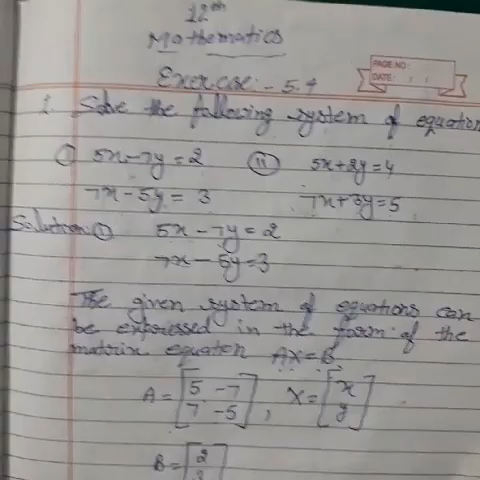 12th
Mathematics
PAGE NO:
DATE: / /
Exercise:- 5.4
1. Solve the following system of equation
(i) 5x-7y=2 (ii) 5x+2y=4
7x-5y=3 7x+3y=5
Solution (i) 5x-7y=2
7x-5y=3
The given system of equations can
be expressed in the form of the
matrix equation AX=B
A=[5 -7
7 -5], X=[x
y]
B=[2
3